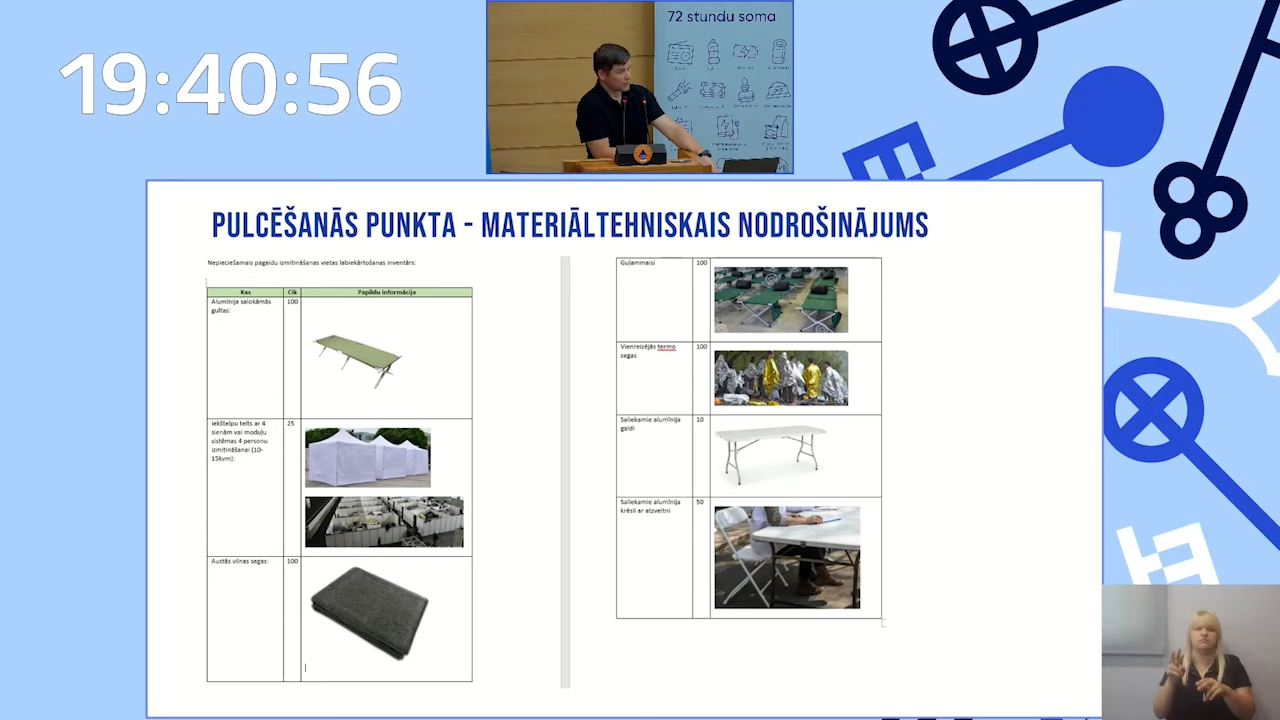 19:40:56
72 stundu soma
PULCĒŠANĀS PUNKTA - MATERIĀLTEHNISKAIS NODROŠINĀJUMS
Nepieciešamais pagaidu izmitināšanas vietas labiekārtošanas inventārs:
Kas Cik Papildu informācija
Alumīnija salokāmās 100
gultas:
Iekštelpu telts ar 4 25
sienām vai moduļu
sistēmas 4 personu
izmitināšanai (10-
15kvm):
Austās vilnas segas: 100
Guļammaisi 100
Vienreizējās termo 100
segas
Saliekamie alumīnija 10
galdi
Saliekamie alumīnija 50
krēsli ar atzveltni